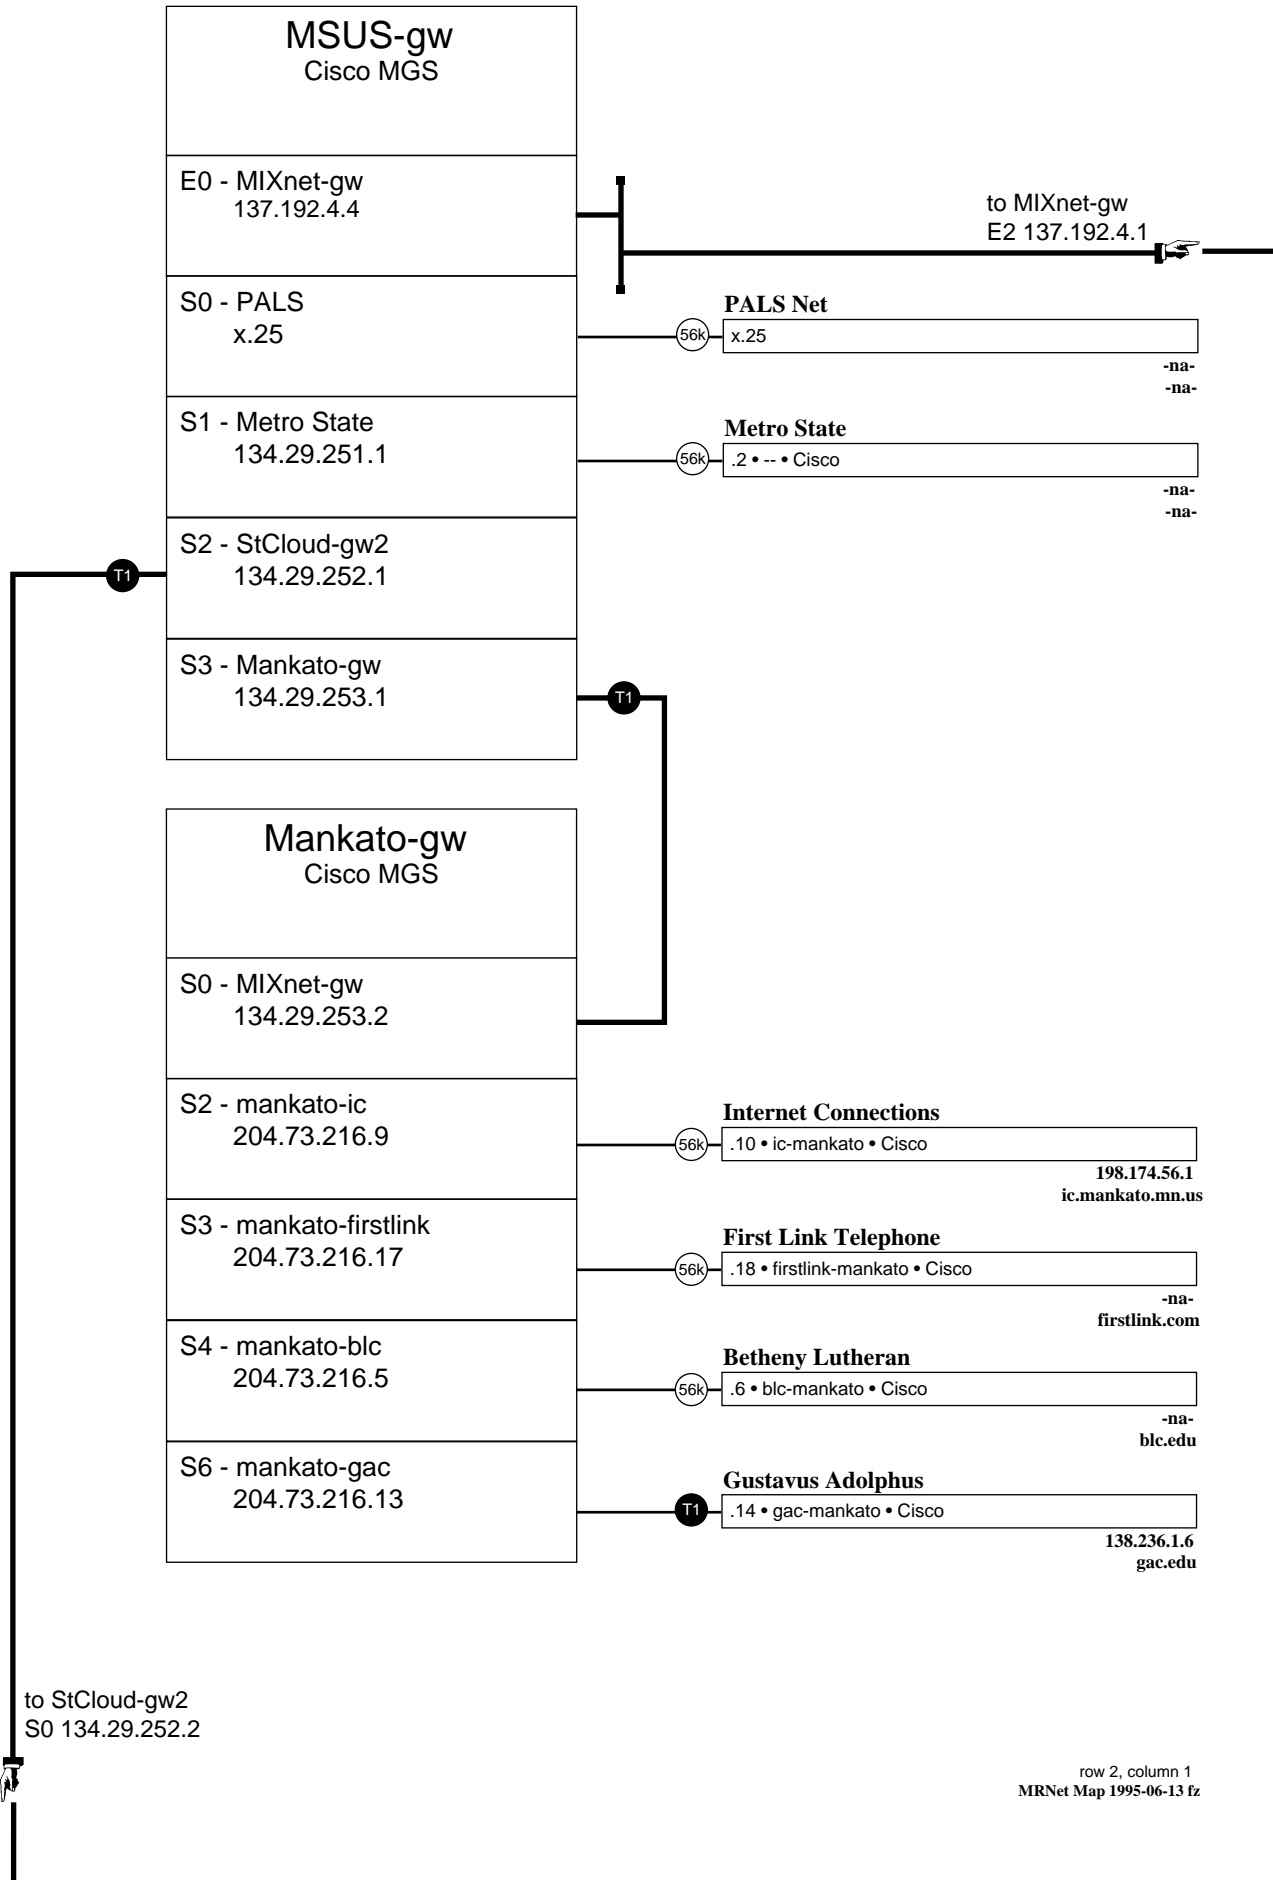 MSUS-gw
Cisco MGS
E0 - MIXnet-gw
137.192.4.4
to MIXnet-gw
E2 137.192.4.1
S0 - PALS
x.25
56k
PALS Net
x.25
-na-
-na-
S1 - Metro State
134.29.251.1
56k
Metro State
.2 • -- • Cisco
-na-
-na-
S2 - StCloud-gw2
134.29.252.1
T1
S3 - Mankato-gw
134.29.253.1
T1
Mankato-gw
Cisco MGS
S0 - MIXnet-gw
134.29.253.2
S2 - mankato-ic
204.73.216.9
56k
Internet Connections
.10 • ic-mankato • Cisco
198.174.56.1
ic.mankato.mn.us
S3 - mankato-firstlink
204.73.216.17
56k
First Link Telephone
.18 • firstlink-mankato • Cisco
-na-
firstlink.com
S4 - mankato-blc
204.73.216.5
56k
Betheny Lutheran
.6 • blc-mankato • Cisco
-na-
blc.edu
S6 - mankato-gac
204.73.216.13
T1
Gustavus Adolphus
.14 • gac-mankato • Cisco
138.236.1.6
gac.edu
to StCloud-gw2
S0 134.29.252.2
row 2, column 1
MRNet Map 1995-06-13 fz